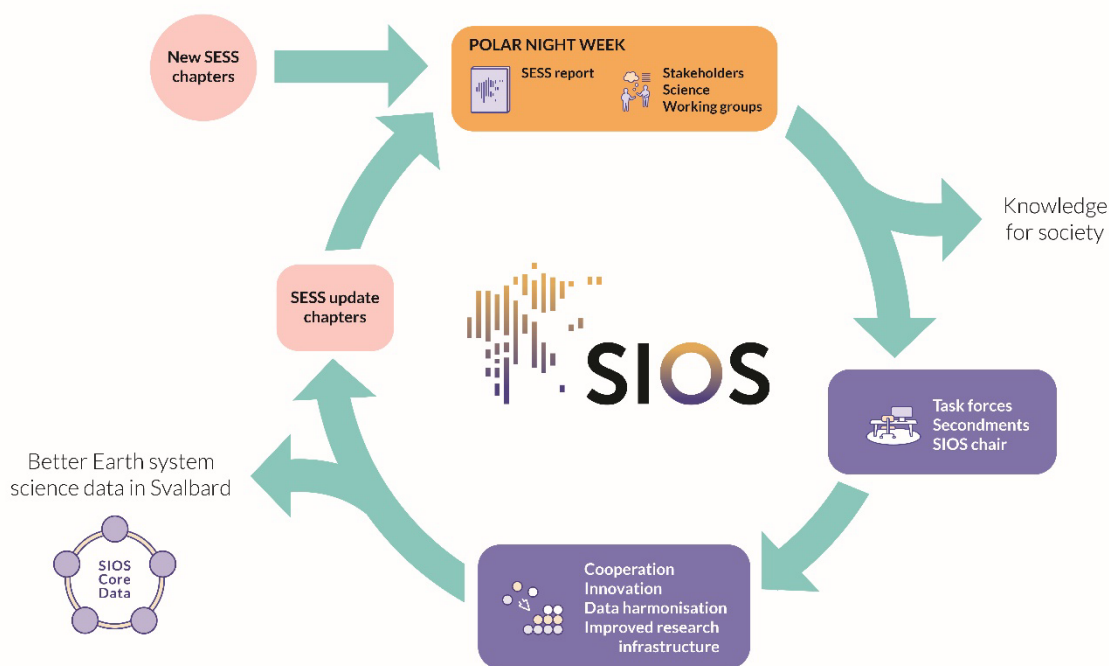 New SESS
chapters
POLAR NIGHT WEEK
SESS report
Stakeholders
Science
Working groups
Knowledge
for society
SESS update
chapters
SIOS
Task forces
Secondments
SIOS chair
Better Earth system
science data in Svalbard
SIOS
Core
Data
Cooperation
Innovation
Data harmonisation
Improved research
infrastructure